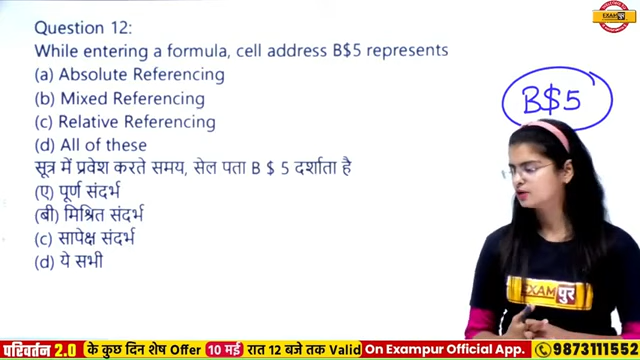 Question 12:
While entering a formula, cell address B$5 represents
(a) Absolute Referencing
(b) Mixed Referencing
(c) Relative Referencing
(d) All of these
सूत्र में प्रवेश करते समय, सेल पता B $ 5 दर्शाता है
(ए) पूर्ण संदर्भ
(बी) मिश्रित संदर्भ
(c) सापेक्ष संदर्भ
(d) ये सभी
B$5
EXAM पुर
EXAM पुर
परिवर्तन 2.0 के कुछ दिन शेष Offer 10 मई रात 12 बजे तक Valid On Exampur Official App. 9873111552